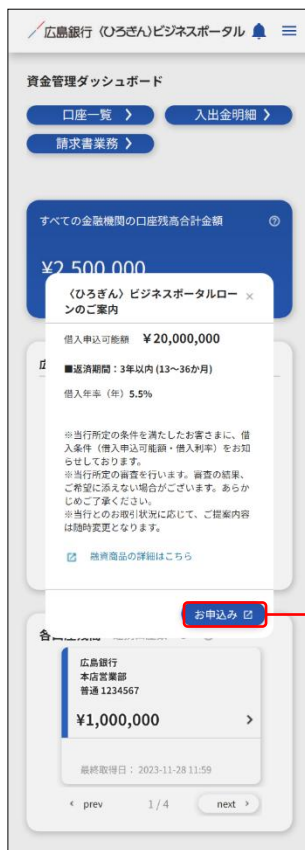 広島銀行〈ひろぎん〉ビジネスポータル
資金管理ダッシュボード
口座一覧 >
入出金明細 >
請求書業務 >
すべての金融機関の口座残高合計金額
¥2,500,000
〈ひろぎん〉ビジネスポータルロー
ンのご案内 ×
借入申込可能額 ¥20,000,000
■返済期間：3年以内 (13〜36か月)
借入年率（年）5.5%
※当行所定の条件を満たしたお客さまに、借
入条件（借入申込可能額・借入利率）をお知
らせしております。
※当行所定の審査を行います。審査の結果、
ご希望に添えない場合がございます。あらか
じめご了承ください。
※当行とのお取引状況に応じて、ご提案内容
は随時変更となります。
融資商品の詳細はこちら
お申込み
広島銀行
本店営業部
普通 1234567
¥1,000,000 >
最終取得日： 2023-11-28 11:59
< prev 1 / 4 next >